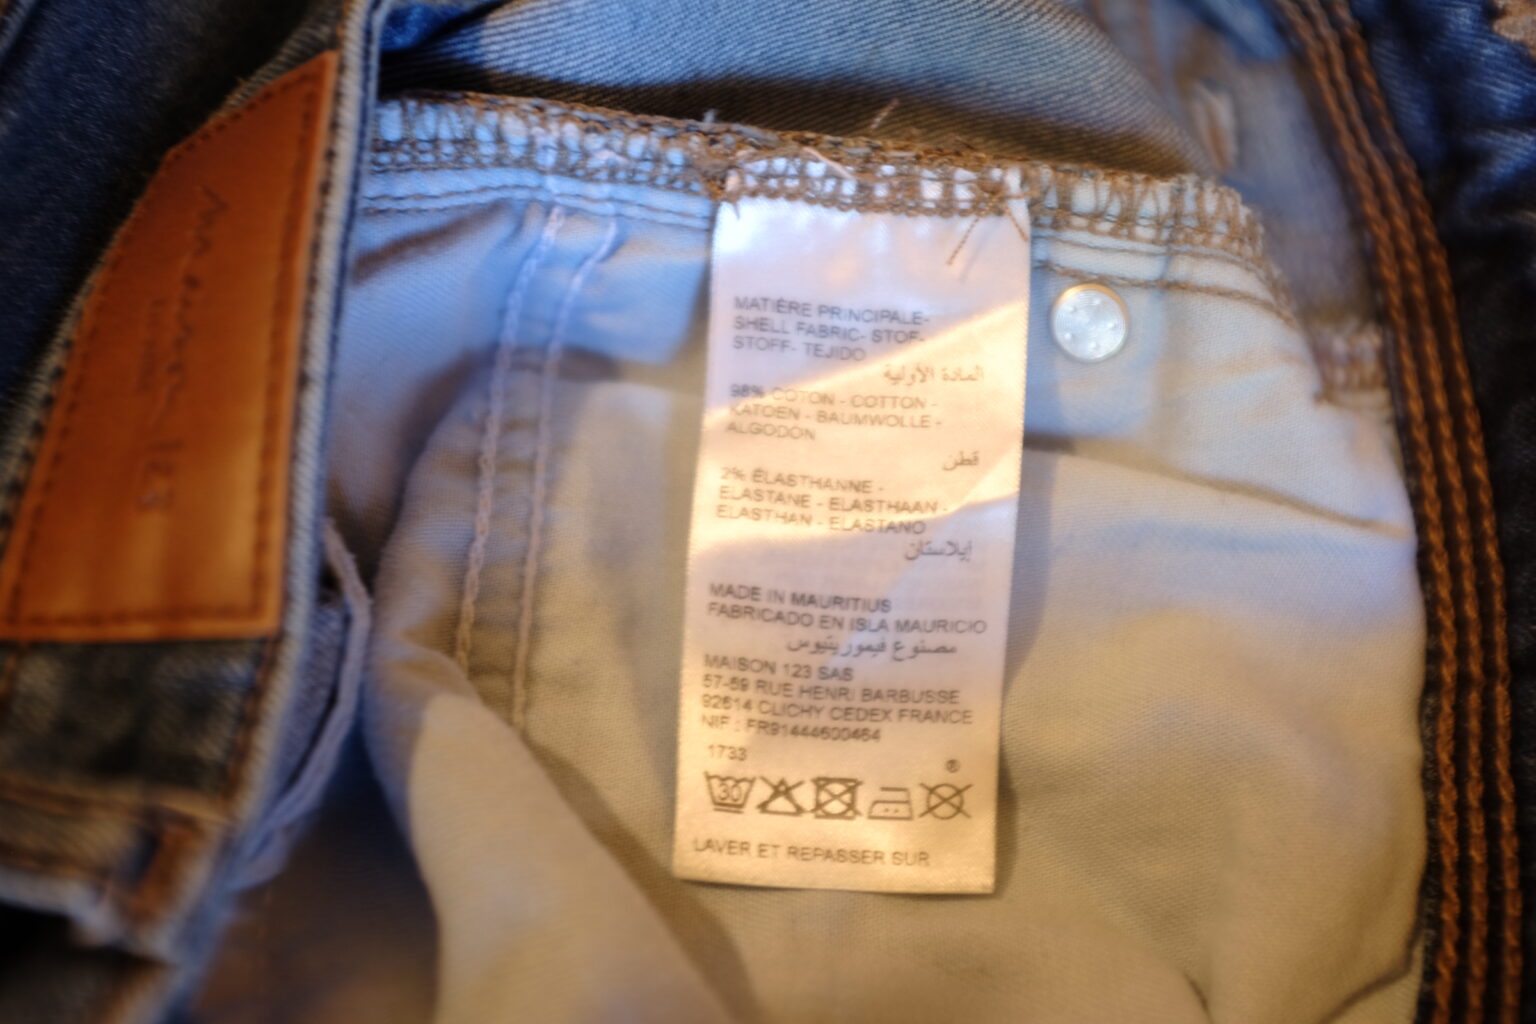 MATIÈRE PRINCIPALE-
SHELL FABRIC- STOF-
STOFF- TEJIDO
المادة الأولية
98% COTON - COTTON -
KATOEN - BAUMWOLLE -
ALGODON
قطن
2% ÉLASTHANNE -
ELASTANE - ELASTHAAN -
ELASTHAN - ELASTANO
إيلاستان
MADE IN MAURITIUS
FABRICADO EN ISLA MAURICIO
مصنوع فيموريتيوس
MAISON 123 SAS
57-59 RUE HENRI BARBUSSE
92614 CLICHY CEDEX FRANCE
NIF : FR91444600464
1733
®
30
LAVER ET REPASSER SUR